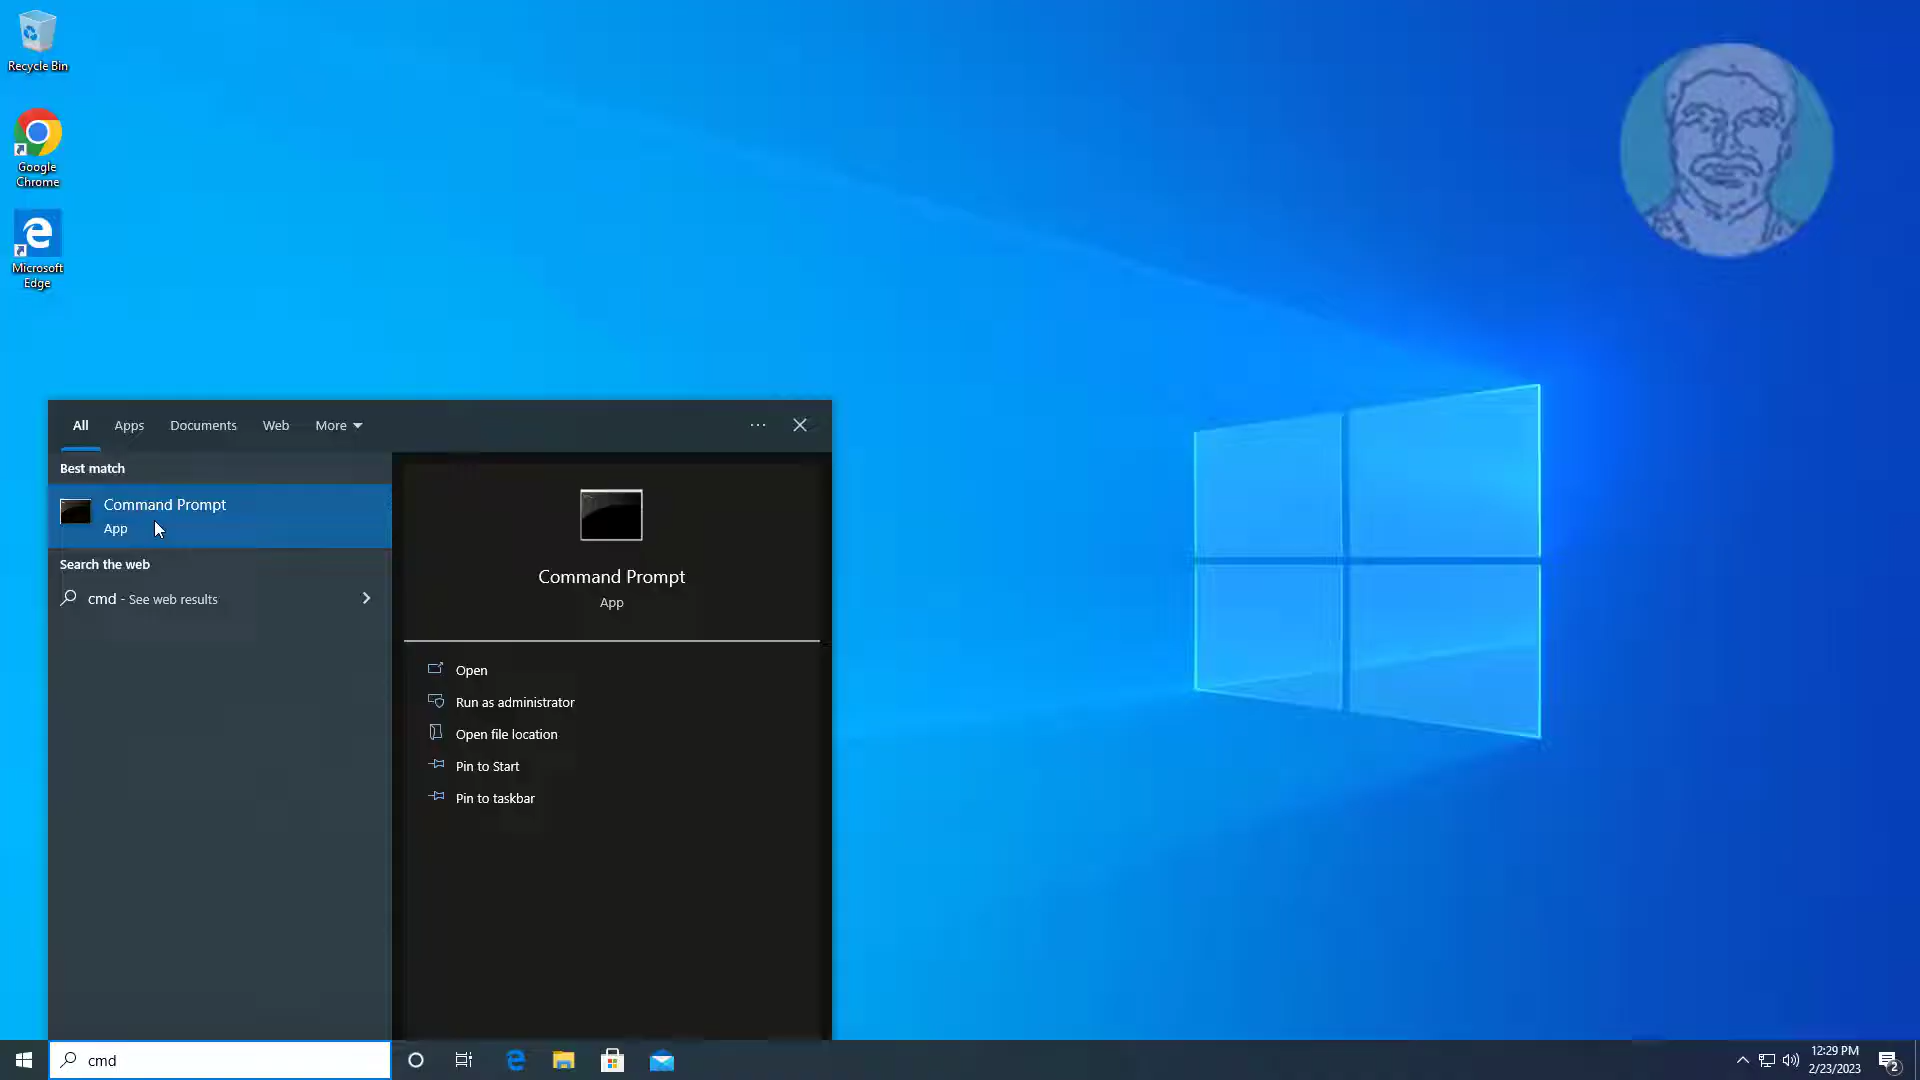 Recycle Bin
Google
Chrome
Microsoft
Edge
All
Apps
Documents
Web
More
Best match
Command Prompt
App
Search the web
cmd - See web results
Command Prompt
App
Open
Run as administrator
Open file location
Pin to Start
Pin to taskbar
cmd
12:29 PM
2/23/2023
2